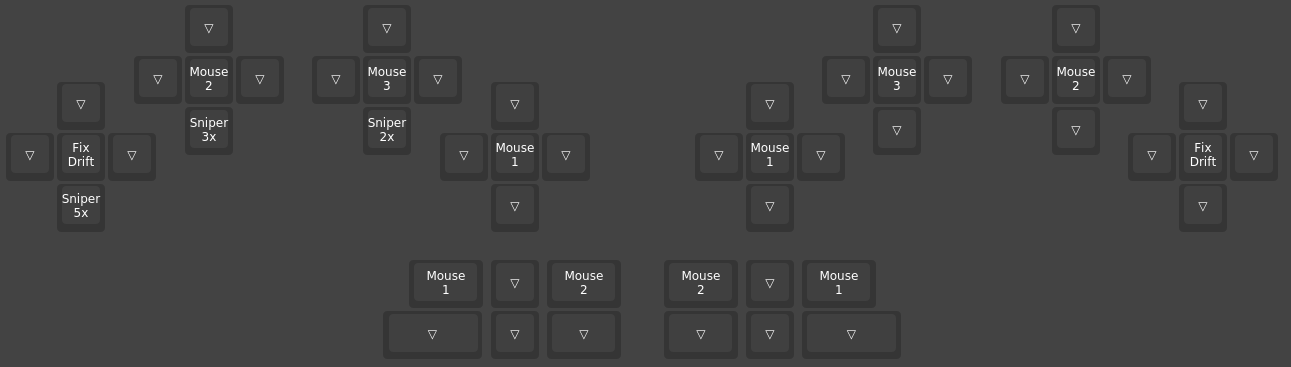 ▽ ▽ ▽ ▽
▽ Mouse 2 ▽ ▽ Mouse 3 ▽ ▽ Mouse 3 ▽ ▽ Mouse 2 ▽
▽ ▽ ▽ ▽
Sniper 3x Sniper 2x ▽ ▽
▽ Fix Drift ▽ ▽ Mouse 1 ▽ ▽ Mouse 1 ▽ ▽ Fix Drift ▽
Sniper 5x ▽ ▽ ▽
Mouse 1 ▽ Mouse 2 Mouse 2 ▽ Mouse 1
▽ ▽ ▽ ▽ ▽ ▽